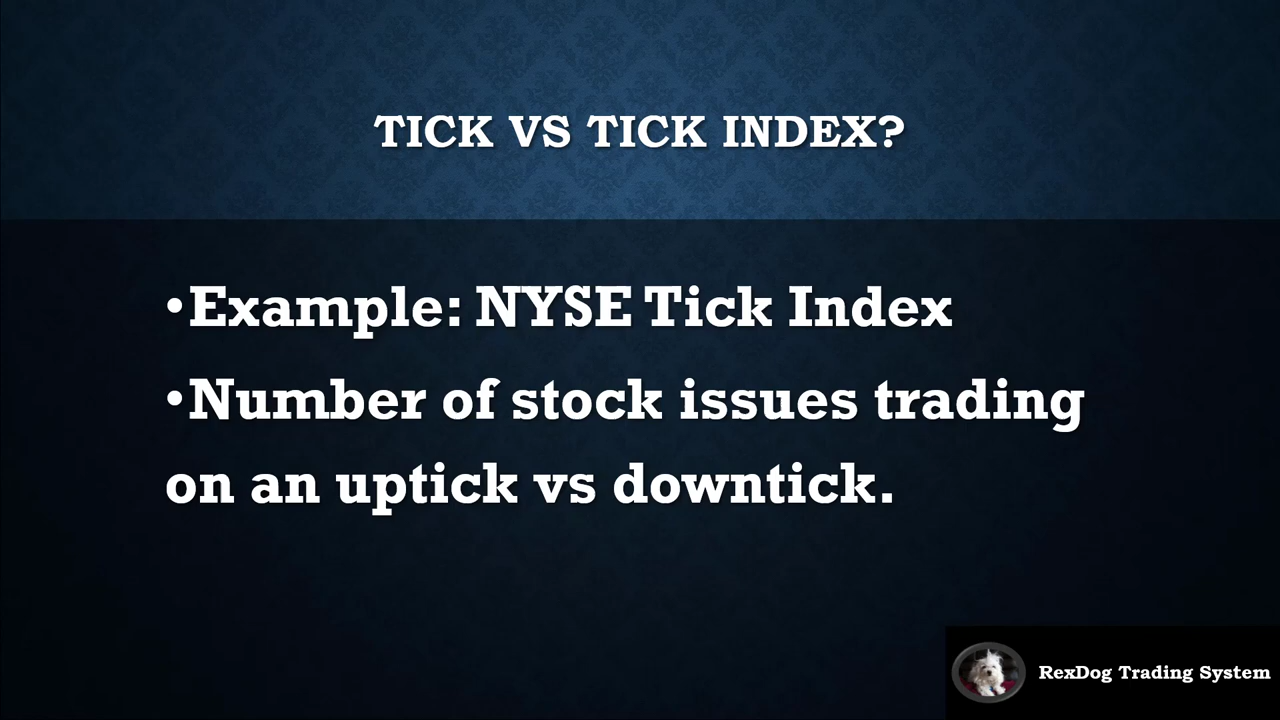 TICK VS TICK INDEX?
•Example: NYSE Tick Index
•Number of stock issues trading
on an uptick vs downtick.
RexDog Trading System